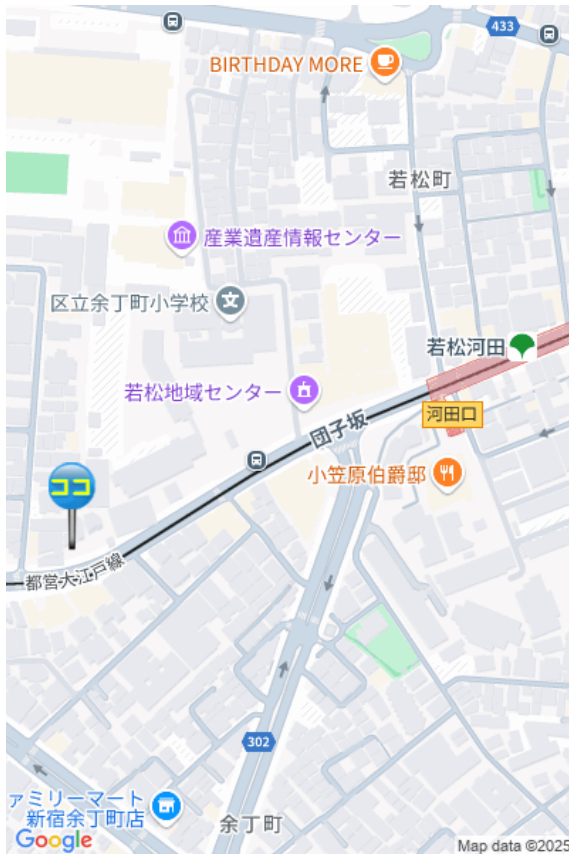 433
BIRTHDAY MORE
若松町
産業遺産情報センター
区立余丁町小学校
若松河田
若松地域センター
河田口
団子坂
小笠原伯爵邸
ココ
都営大江戸線
302
ァミリーマート
新宿余丁町店
余丁町
Google
Map data ©2025